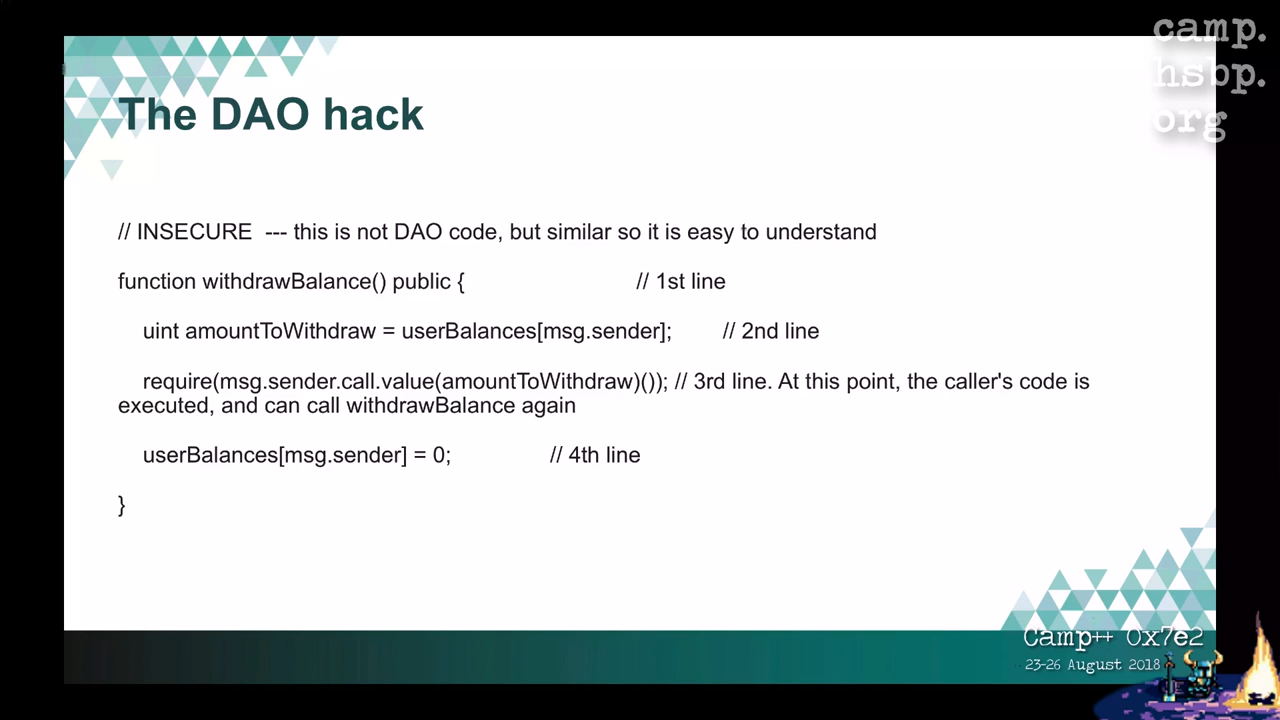 camp.
hsbp.
org
The DAO hack
// INSECURE --- this is not DAO code, but similar so it is easy to understand
function withdrawBalance() public { // 1st line
uint amountToWithdraw = userBalances[msg.sender]; // 2nd line
require(msg.sender.call.value(amountToWithdraw)()); // 3rd line. At this point, the caller's code is
executed, and can call withdrawBalance again
userBalances[msg.sender] = 0; // 4th line
}
Camp++ 0x7e2
23-26 August 2018